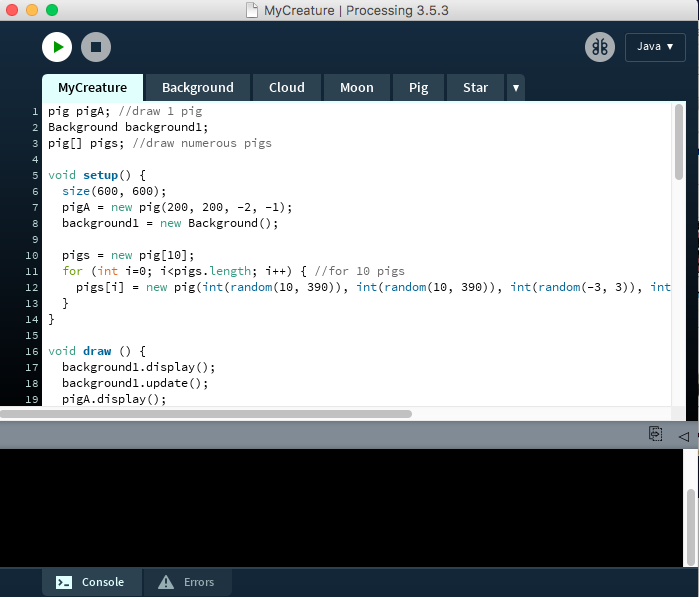 MyCreature | Processing 3.5.3
Java ▼
MyCreature Background Cloud Moon Pig Star ▼
1 pig pigA; //draw 1 pig
2 Background background1;
3 pig[] pigs; //draw numerous pigs
4
5 void setup() {
6 size(600, 600);
7 pigA = new pig(200, 200, -2, -1);
8 background1 = new Background();
9
10 pigs = new pig[10];
11 for (int i=0; i<pigs.length; i++) { //for 10 pigs
12 pigs[i] = new pig(int(random(10, 390)), int(random(10, 390)), int(random(-3, 3)), int
13 }
14 }
15
16 void draw () {
17 background1.display();
18 background1.update();
19 pigA.display();
Console Errors